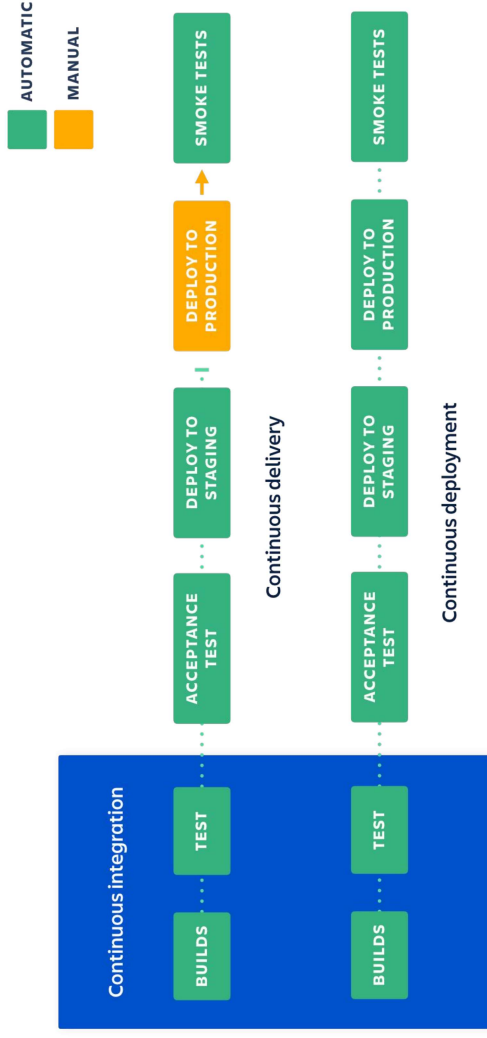 AUTOMATIC
MANUAL
Continuous integration
BUILDS
TEST
ACCEPTANCE
TEST
DEPLOY TO
STAGING
DEPLOY TO
PRODUCTION
SMOKE TESTS
Continuous delivery
BUILDS
TEST
ACCEPTANCE
TEST
DEPLOY TO
STAGING
DEPLOY TO
PRODUCTION
SMOKE TESTS
Continuous deployment